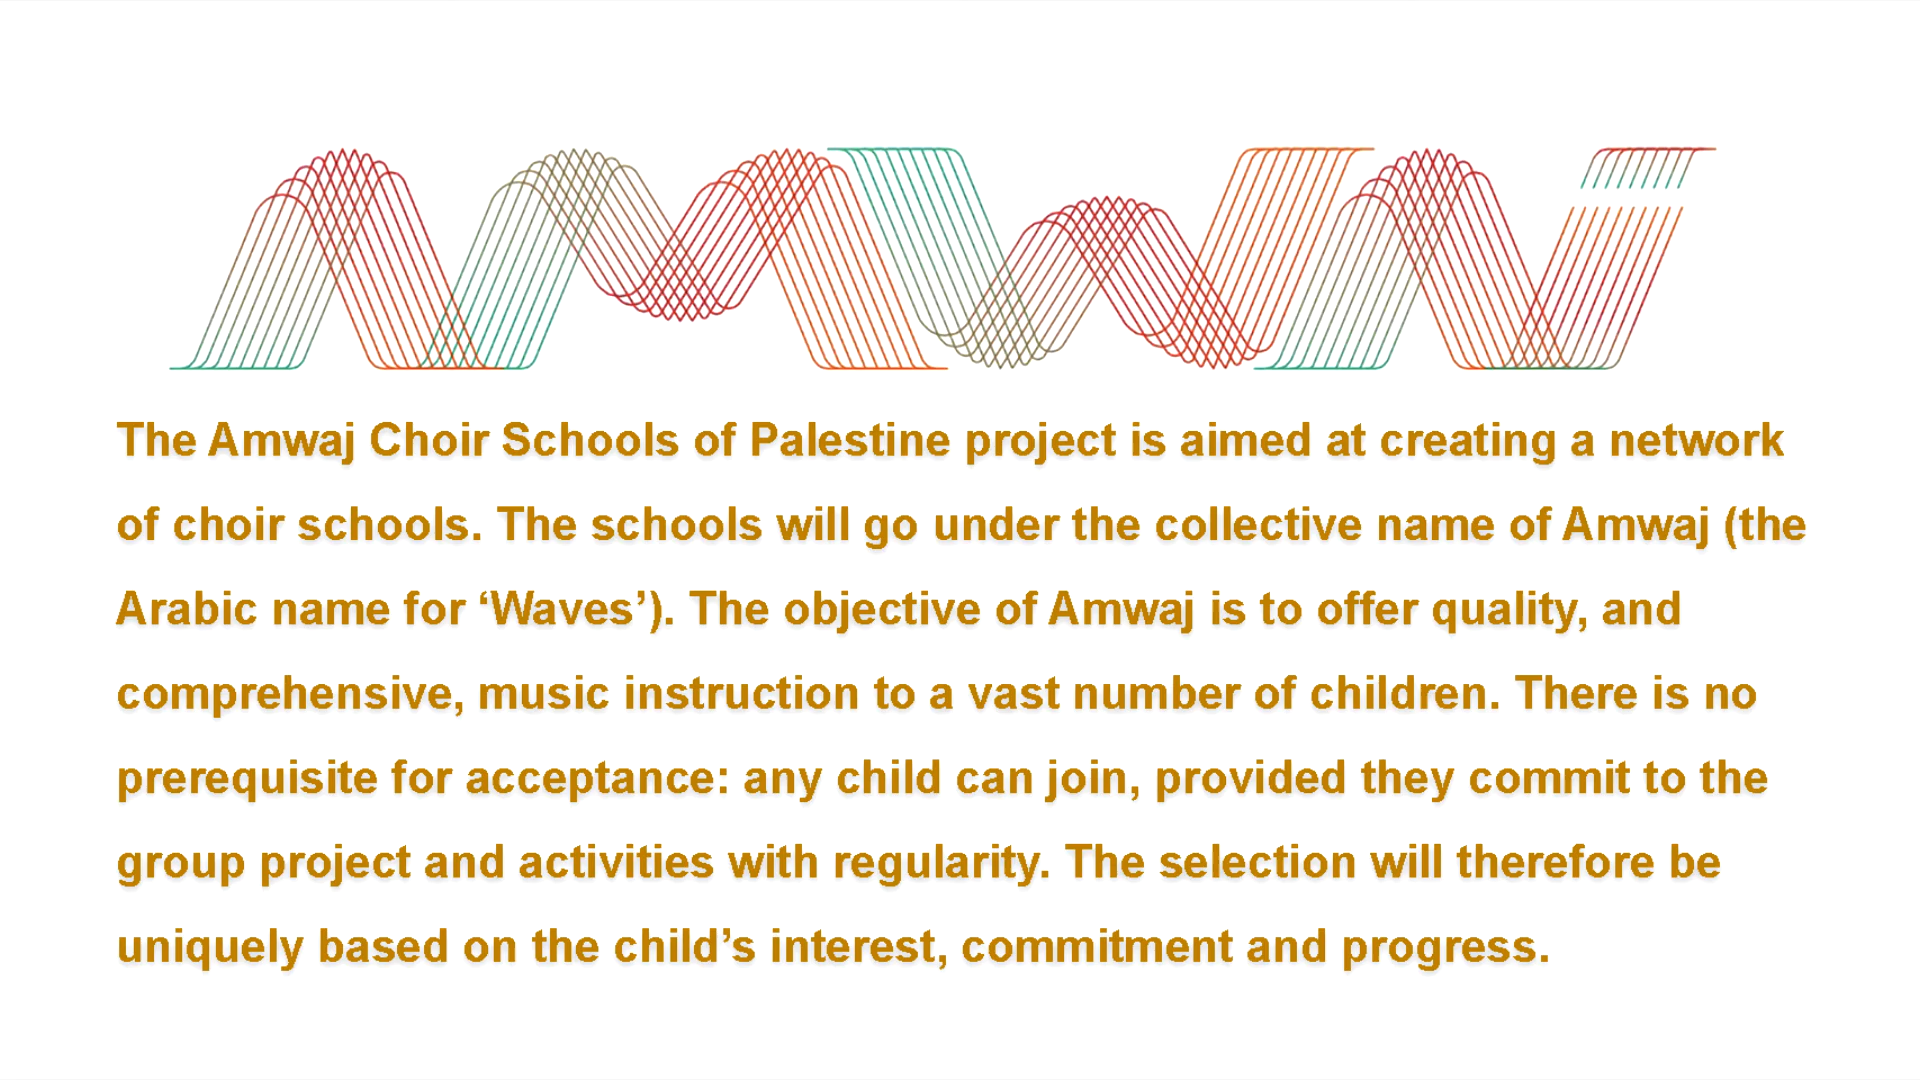 AMWAJ
The Amwaj Choir Schools of Palestine project is aimed at creating a network
of choir schools. The schools will go under the collective name of Amwaj (the
Arabic name for ‘Waves’). The objective of Amwaj is to offer quality, and
comprehensive, music instruction to a vast number of children. There is no
prerequisite for acceptance: any child can join, provided they commit to the
group project and activities with regularity. The selection will therefore be
uniquely based on the child’s interest, commitment and progress.